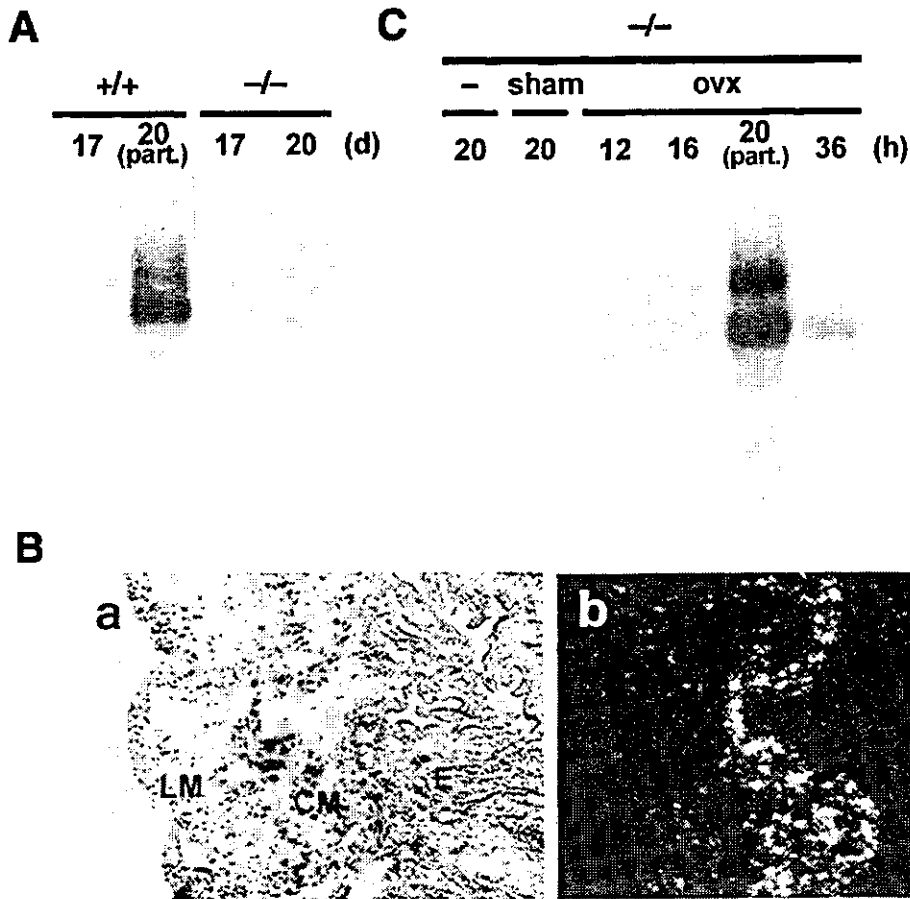 A
+/+ –/–
17 20 (part.) 17 20 (d)
C
–/–
– sham ovx
20 20 12 16 20 (part.) 36 (h)
B
a
LM CM E
b